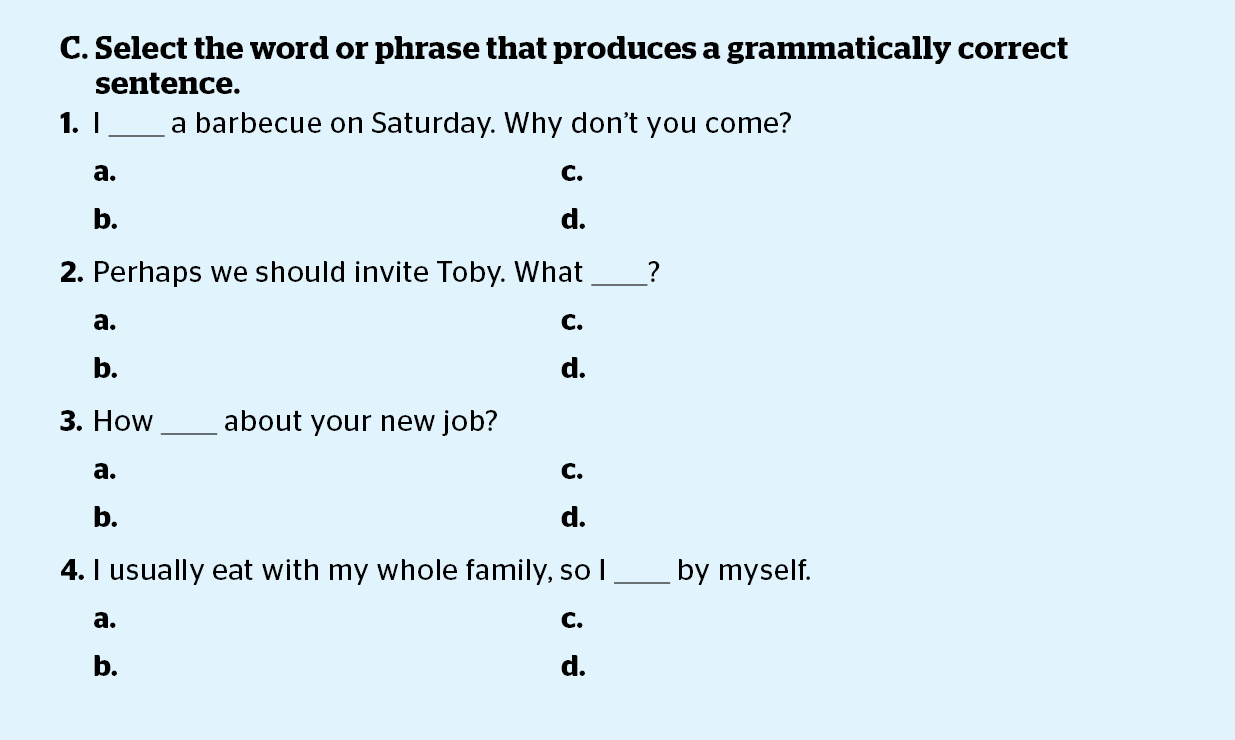 C. Select the word or phrase that produces a grammatically correct
sentence.
1. I ____ a barbecue on Saturday. Why don’t you come?
a. c.
b. d.
2. Perhaps we should invite Toby. What ____?
a. c.
b. d.
3. How ____ about your new job?
a. c.
b. d.
4. I usually eat with my whole family, so I ____ by myself.
a. c.
b. d.